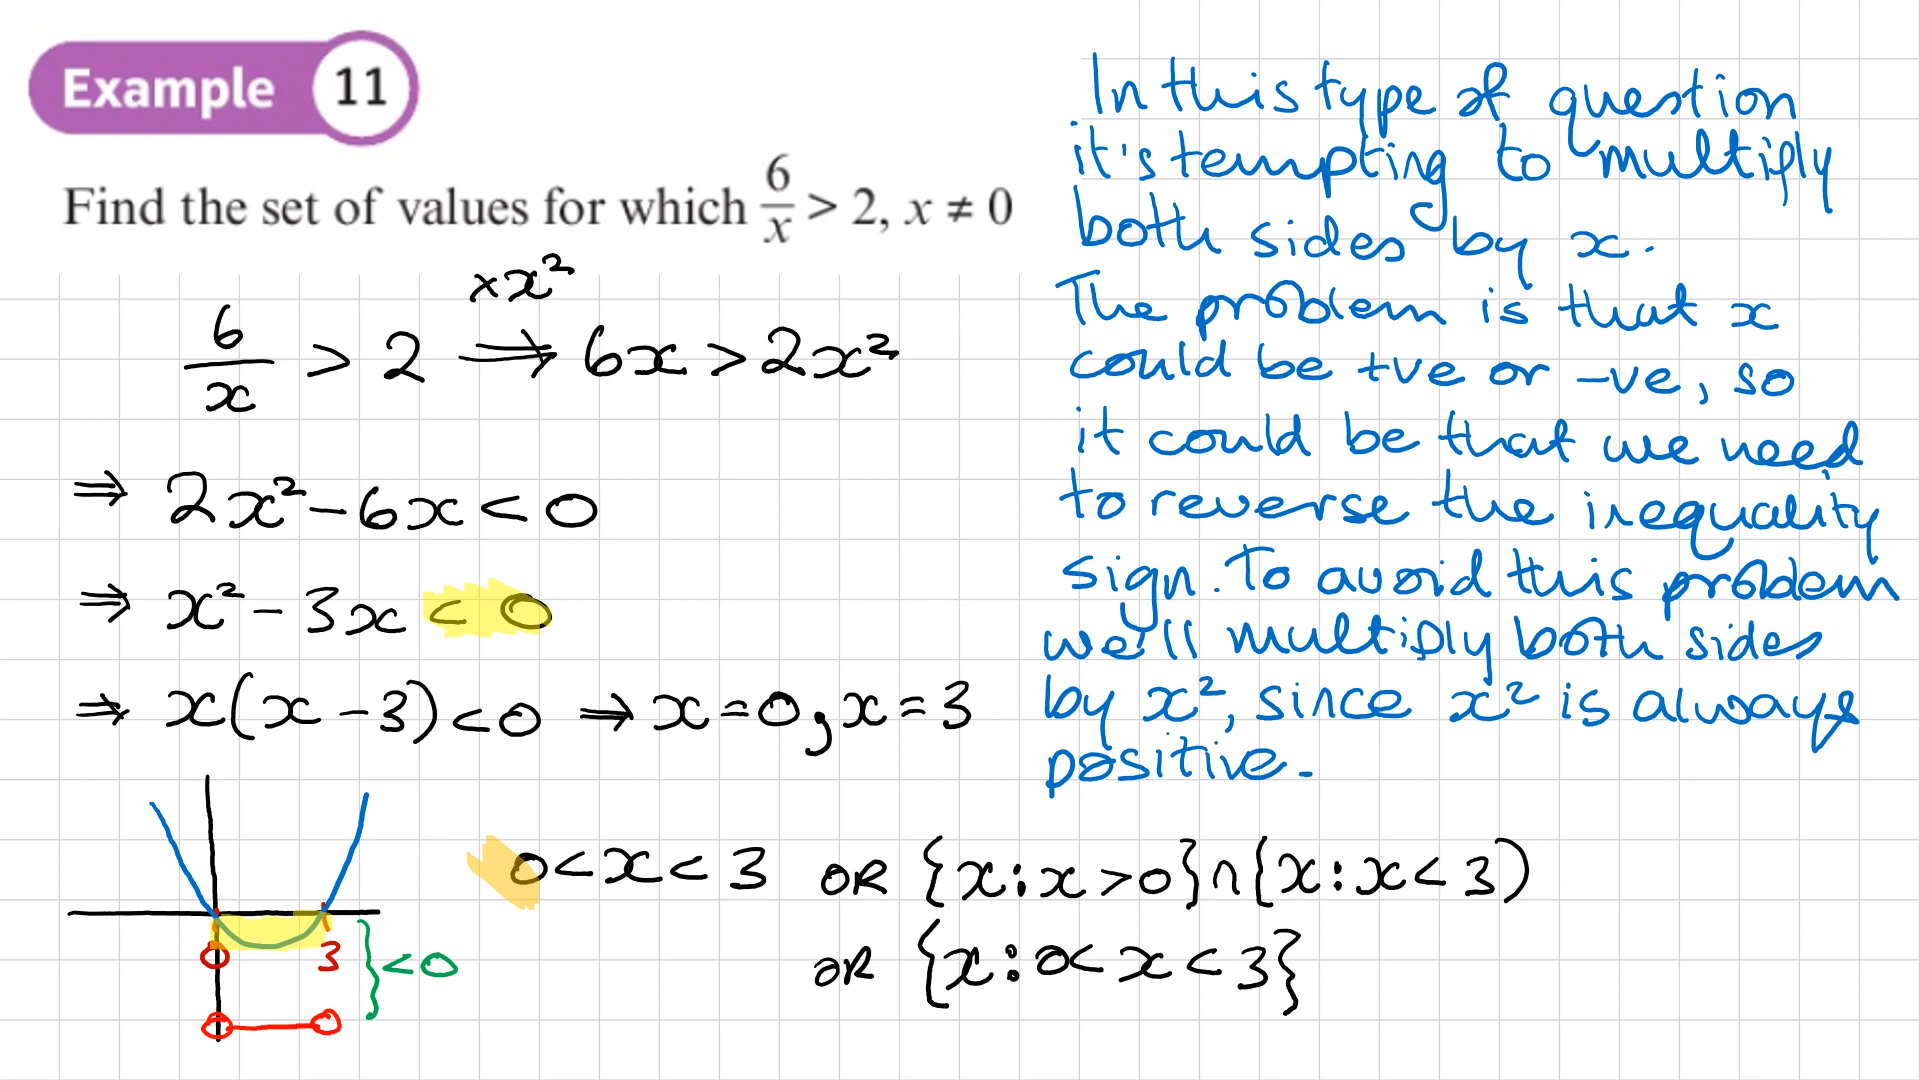 Example 11
Find the set of values for which 6/x > 2, x ≠ 0
×x²
6/x > 2 ⇒ 6x > 2x²
⇒ 2x² - 6x < 0
⇒ x² - 3x < 0
⇒ x(x - 3) < 0 ⇒ x = 0, x = 3
0 3 } < 0
0 < x < 3 OR {x : x > 0} ∩ {x : x < 3)
OR {x : 0 < x < 3}
In this type of question
it's tempting to multiply
both sides by x.
The problem is that x
could be +ve or -ve, so
it could be that we need
to reverse the inequality
sign. To avoid this problem
we'll multiply both sides
by x², since x² is always
positive.